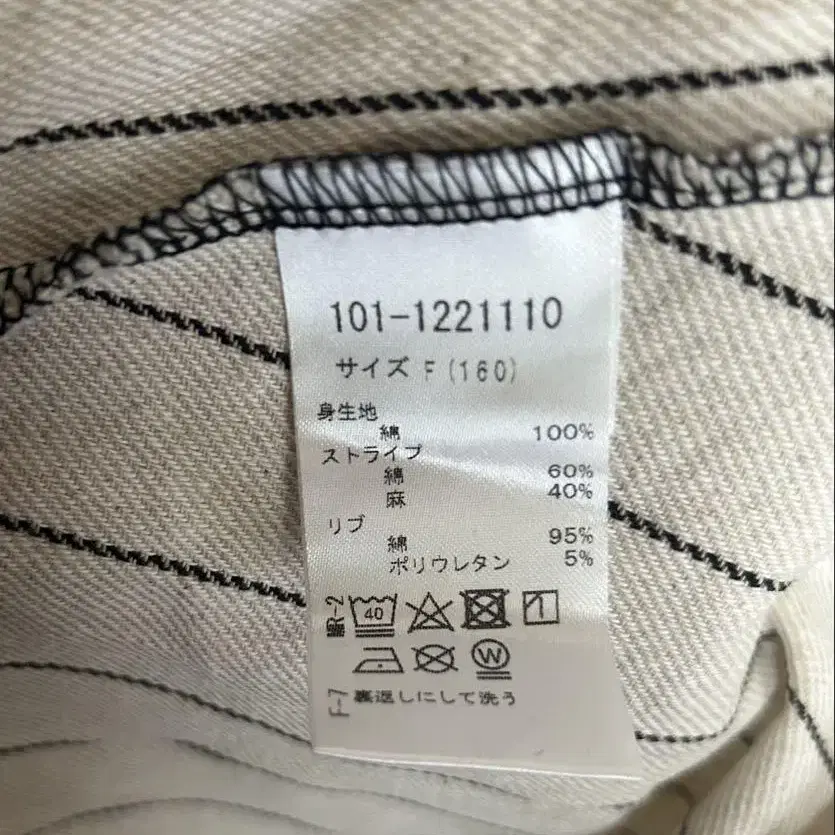 101-1221110
サイズ F (160)
身生地
綿 100%
ストライプ
綿 60%
麻 40%
リブ
綿 95%
ポリウレタン 5%
40
W
裏返しにして洗う
F-7